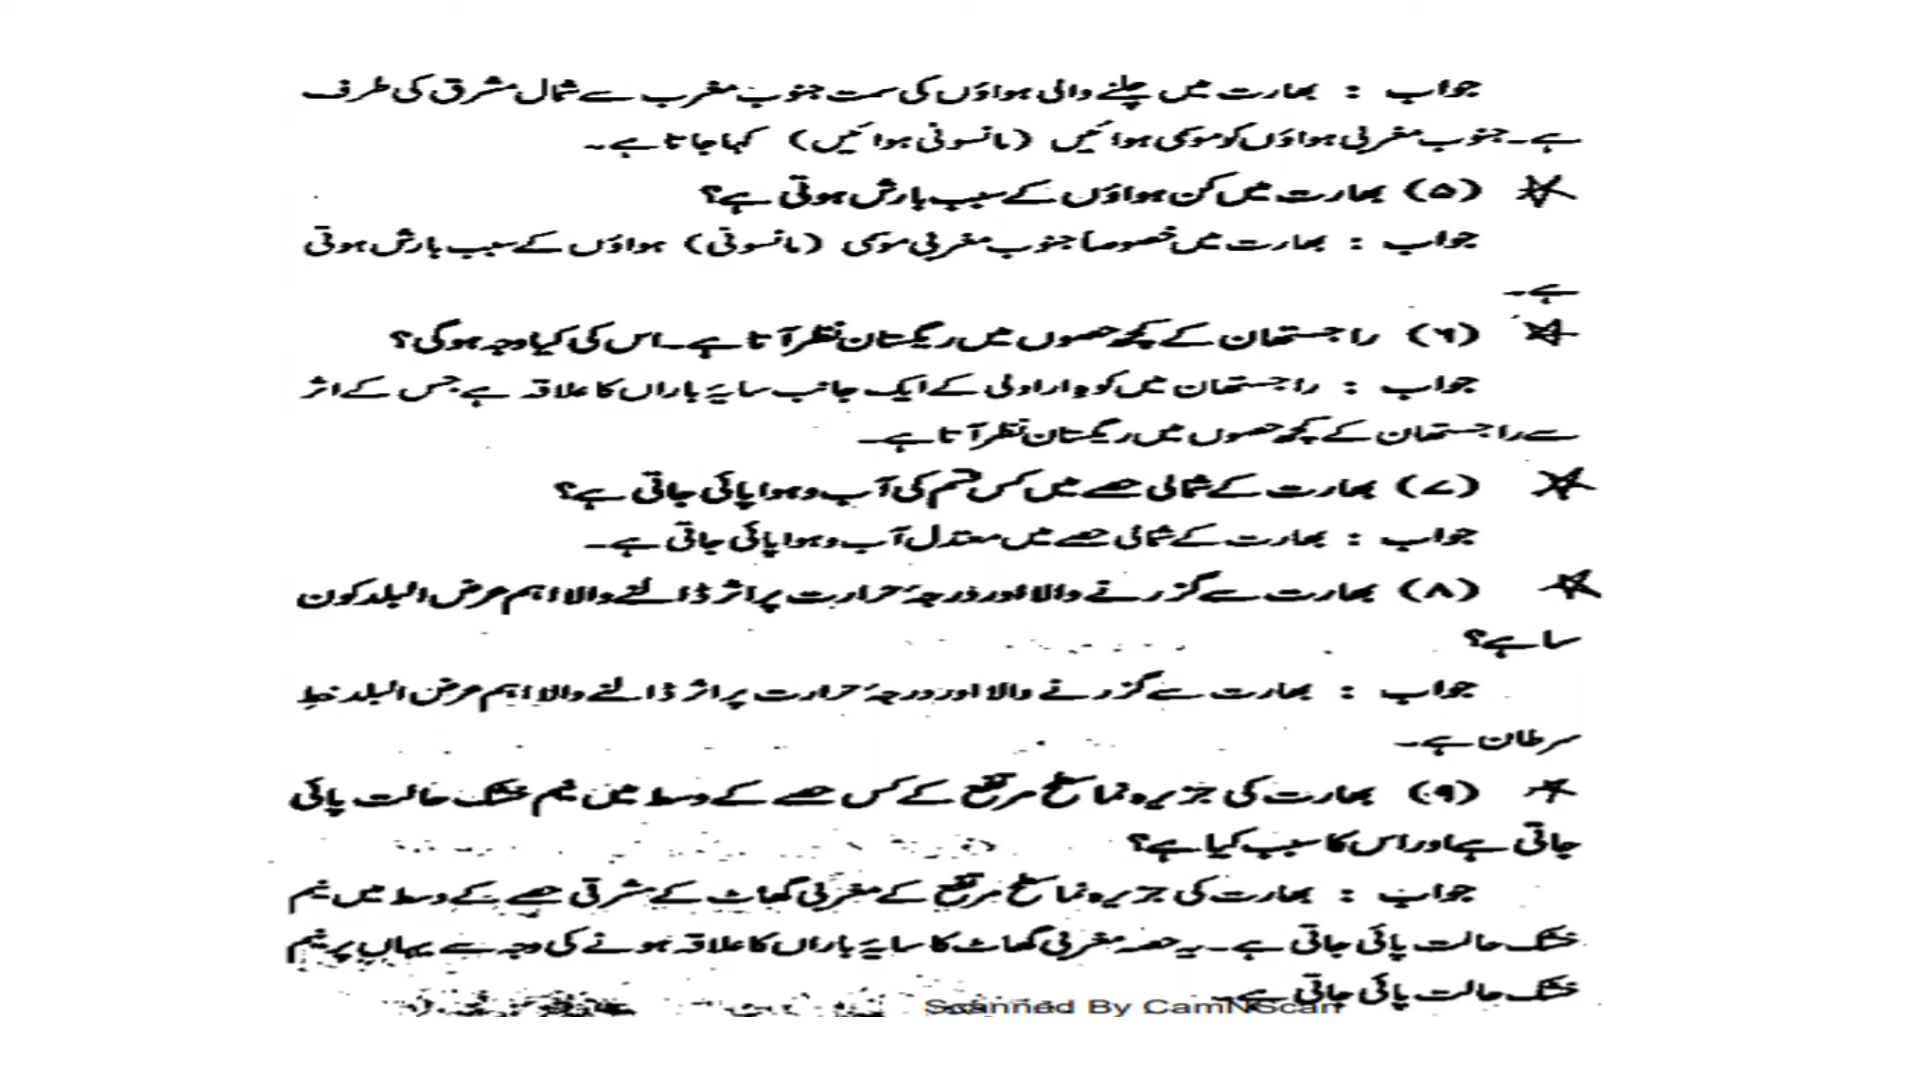 جواب : بھارت میں چلنے والی ہواؤں کی سمت جنوب مغرب سے شمال مشرق کی طرف
ہے۔ جنوب مغربی ہواؤں کو موسمی ہوائیں (مانسونی ہوائیں) کہا جاتا ہے۔
(۵) بھارت میں کن ہواؤں کے سبب بارش ہوتی ہے؟
جواب : بھارت میں خصوصاً جنوب مغربی موسمی (مانسونی) ہواؤں کے سبب بارش ہوتی
ہے۔
(۶) راجستھان کے کچھ حصوں میں ریگستان نظر آتا ہے۔ اس کی کیا وجہ ہوگی؟
جواب : راجستھان میں کوہِ اراولی کے ایک جانب سایۂ باراں کا علاقہ ہے جس کے اثر
سے راجستھان کے کچھ حصوں میں ریگستان نظر آتا ہے۔
(۷) بھارت کے شمالی حصے میں کس قسم کی آب و ہوا پائی جاتی ہے؟
جواب : بھارت کے شمالی حصے میں معتدل آب و ہوا پائی جاتی ہے۔
(۸) بھارت سے گزرنے والا اور درجۂ حرارت پر اثر ڈالنے والا اہم عرض البلد کون
سا ہے؟
جواب : بھارت سے گزرنے والا اور درجۂ حرارت پر اثر ڈالنے والا اہم عرض البلد خطِ
سرطان ہے۔
(۹) بھارت کی جزیرہ نما سطح مرتفع کے کس حصے کے وسط میں نیم خشک حالت پائی
جاتی ہے اور اس کا سبب کیا ہے؟
جواب : بھارت کی جزیرہ نما سطح مرتفع کے مغربی گھاٹ کے مشرقی حصے کے وسط میں نیم
خشک حالت پائی جاتی ہے۔ یہ حصہ مغربی گھاٹ کا سایۂ باراں کا علاقہ ہونے کی وجہ سے یہاں پر نیم
خشک حالت پائی جاتی ہے۔
Scanned By CamNScan